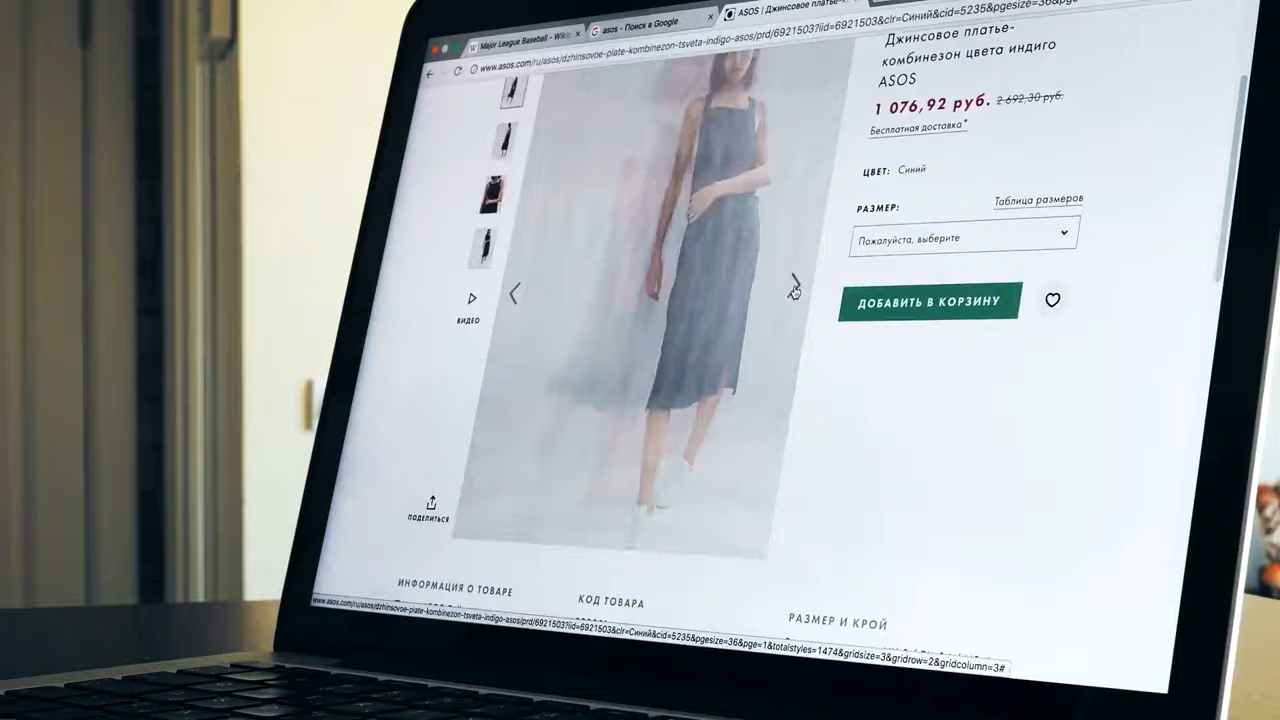 Major League Baseball - Wiki
asos - Поиск в Google
ASOS | Джинсовое платье-
www.asos.com/ru/asos/dzhinsovoe-plate-kombinezon-tsveta-indigo-asos/prd/6921503?iid=6921503&clr=Синий&cid=5235&pgesize=36&pge
Джинсовое платье-
комбинезон цвета индиго
ASOS
1 076,92 руб. 2 692,30 руб.
Бесплатная доставка*
ЦВЕТ: Синий
РАЗМЕР: Таблица размеров
Пожалуйста, выберите
ДОБАВИТЬ В КОРЗИНУ
ВИДЕО
ПОДЕЛИТЬСЯ
ИНФОРМАЦИЯ О ТОВАРЕ
КОД ТОВАРА
РАЗМЕР И КРОЙ
www.asos.com/ru/asos/dzhinsovoe-plate-kombinezon-tsveta-indigo-asos/prd/6921503?iid=6921503&clr=Синий&cid=5235&pgesize=36&pge=1&totalstyles=1474&gridsize=3&gridrow=2&gridcolumn=3#